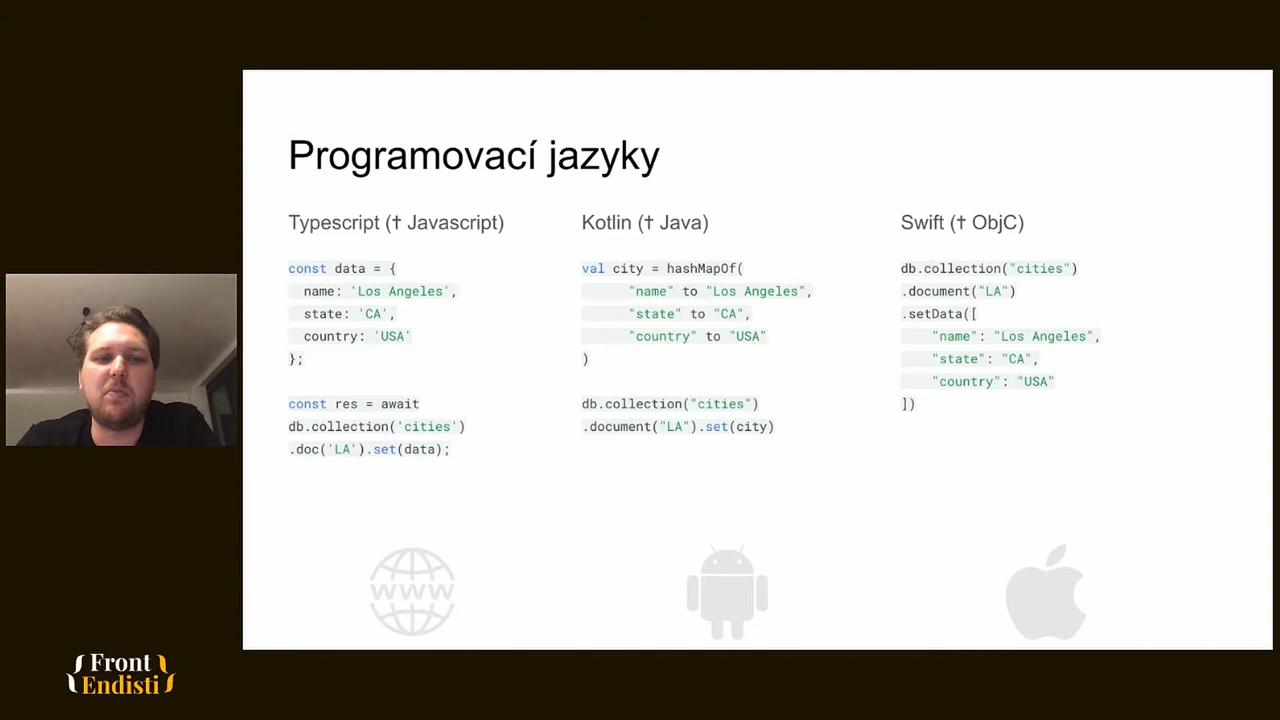 Programovací jazyky
Typescript (✝ Javascript)
const data = {
  name: 'Los Angeles',
  state: 'CA',
  country: 'USA'
};
const res = await
db.collection('cities')
.doc('LA').set(data);
Kotlin (✝ Java)
val city = hashMapOf(
      "name" to "Los Angeles",
      "state" to "CA",
      "country" to "USA"
)
db.collection("cities")
.document("LA").set(city)
Swift (✝ ObjC)
db.collection("cities")
.document("LA")
.setData([
    "name": "Los Angeles",
    "state": "CA",
    "country": "USA"
])
WWW
{Front
Endisti}